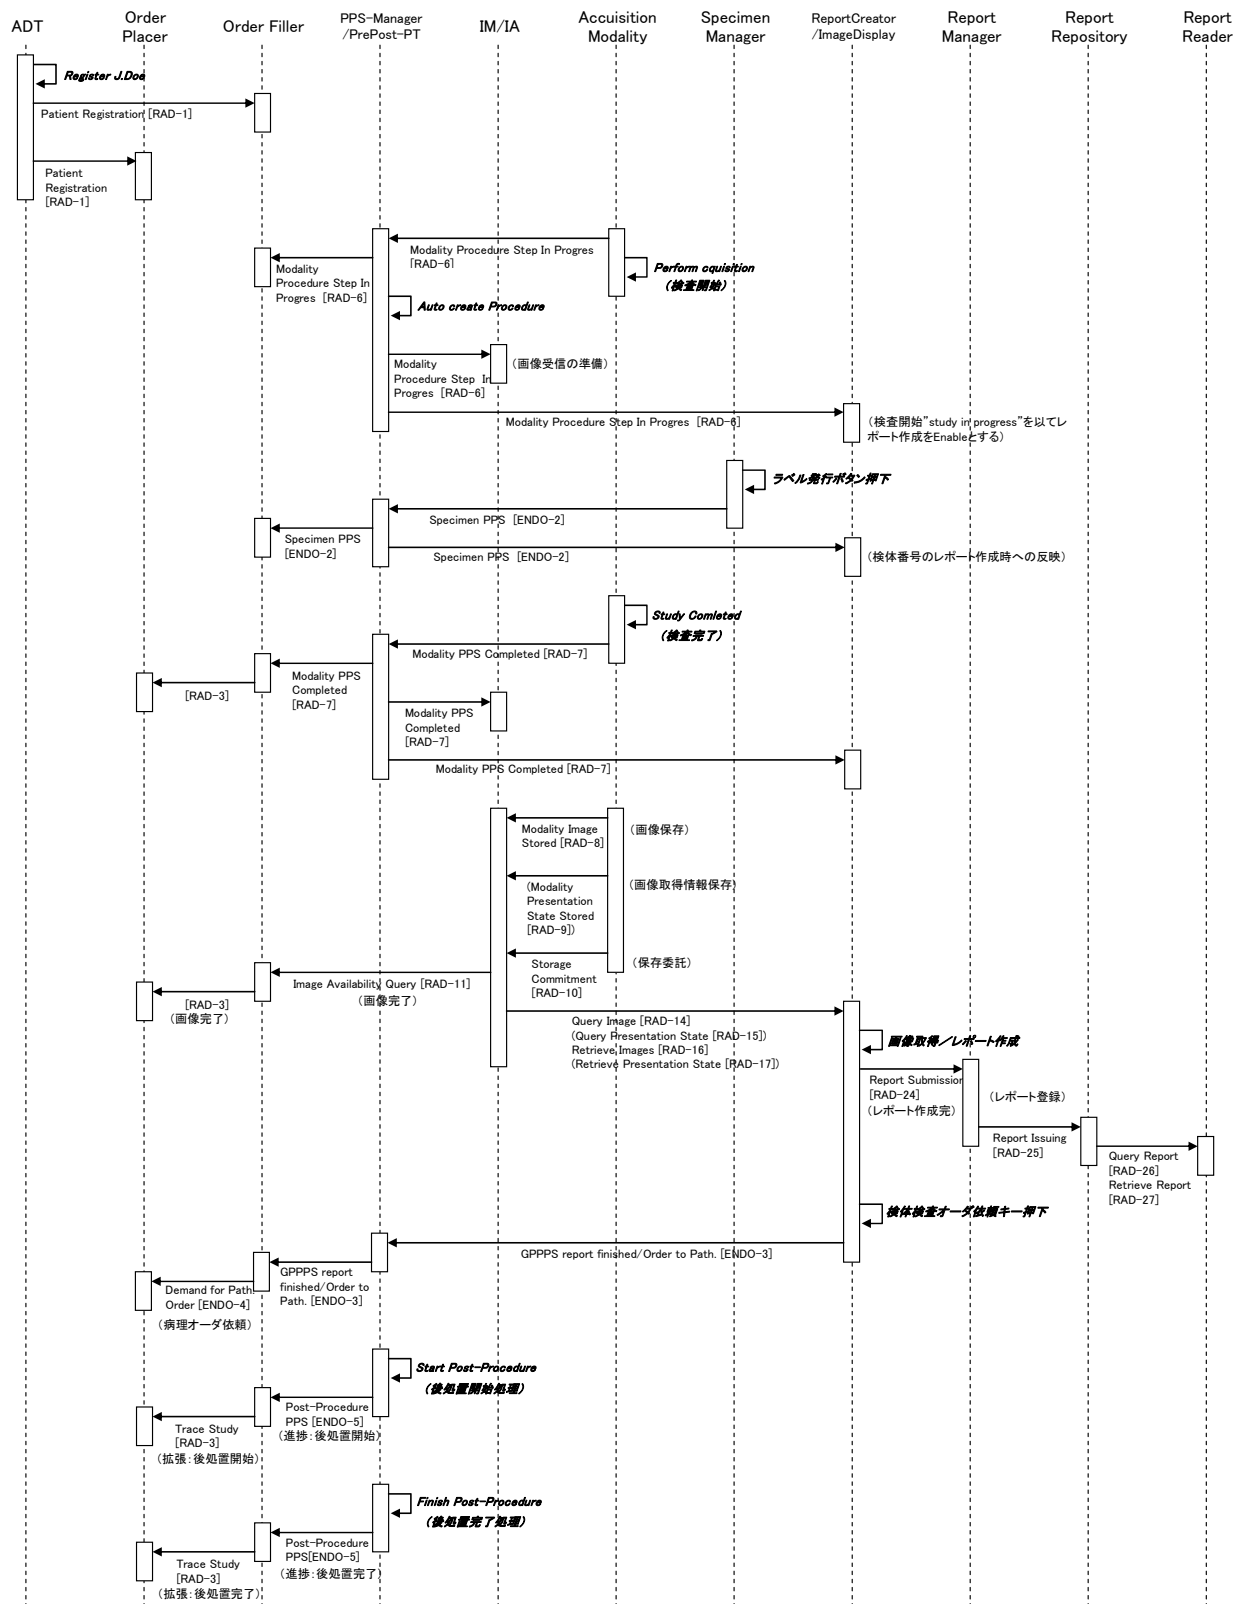 ADT
Order
Placer
Order Filler
PPS-Manager
/PrePost-PT
IM/IA
Accuisition
Modality
Specimen
Manager
ReportCreator
/ImageDisplay
Report
Manager
Report
Repository
Report
Reader
Register J.Doe
Patient Registration [RAD-1]
Patient
Registration
[RAD-1]
Modality Procedure Step In Progres
[RAD-6]
Modality
Procedure Step In
Progres [RAD-6]
Perform cquisition
（検査開始）
Auto create Procedure
Modality
Procedure Step In
Progres [RAD-6]
（画像受信の準備）
Modality Procedure Step In Progres [RAD-6]
（検査開始”study in progress”を以てレ
ポート作成をEnableとする）
ラベル発行ボタン押下
Specimen PPS [ENDO-2]
Specimen PPS
[ENDO-2]
Specimen PPS [ENDO-2]
（検体番号のレポート作成時への反映）
Study Comleted
（検査完了）
Modality PPS Completed [RAD-7]
Modality PPS
Completed
[RAD-7]
[RAD-3]
Modality PPS
Completed
[RAD-7]
Modality PPS Completed [RAD-7]
Modality Image
Stored [RAD-8]
（画像保存）
(Modality
Presentation
State Stored
[RAD-9])
（画像取得情報保存）
Storage
Commitment
[RAD-10]
（保存委託）
Image Availability Query [RAD-11]
（画像完了）
[RAD-3]
（画像完了）
Query Image [RAD-14]
(Query Presentation State [RAD-15])
Retrieve Images [RAD-16]
(Retrieve Presentation State [RAD-17])
画像取得／レポート作成
Report Submission
[RAD-24]
（レポート作成完）
（レポート登録）
Report Issuing
[RAD-25]
Query Report
[RAD-26]
Retrieve Report
[RAD-27]
検体検査オーダ依頼キー押下
GPPPS report finished/Order to Path. [ENDO-3]
GPPPS report
finished/Order to
Path. [ENDO-3]
Demand for Path.
Order [ENDO-4]
（病理オーダ依頼）
Start Post-Procedure
（後処置開始処理）
Post-Procedure
PPS [ENDO-5]
（進捗：後処置開始）
Trace Study
[RAD-3]
（拡張：後処置開始）
Finish Post-Procedure
（後処置完了処理）
Post-Procedure
PPS[ENDO-5]
（進捗：後処置完了）
Trace Study
[RAD-3]
（拡張：後処置完了）